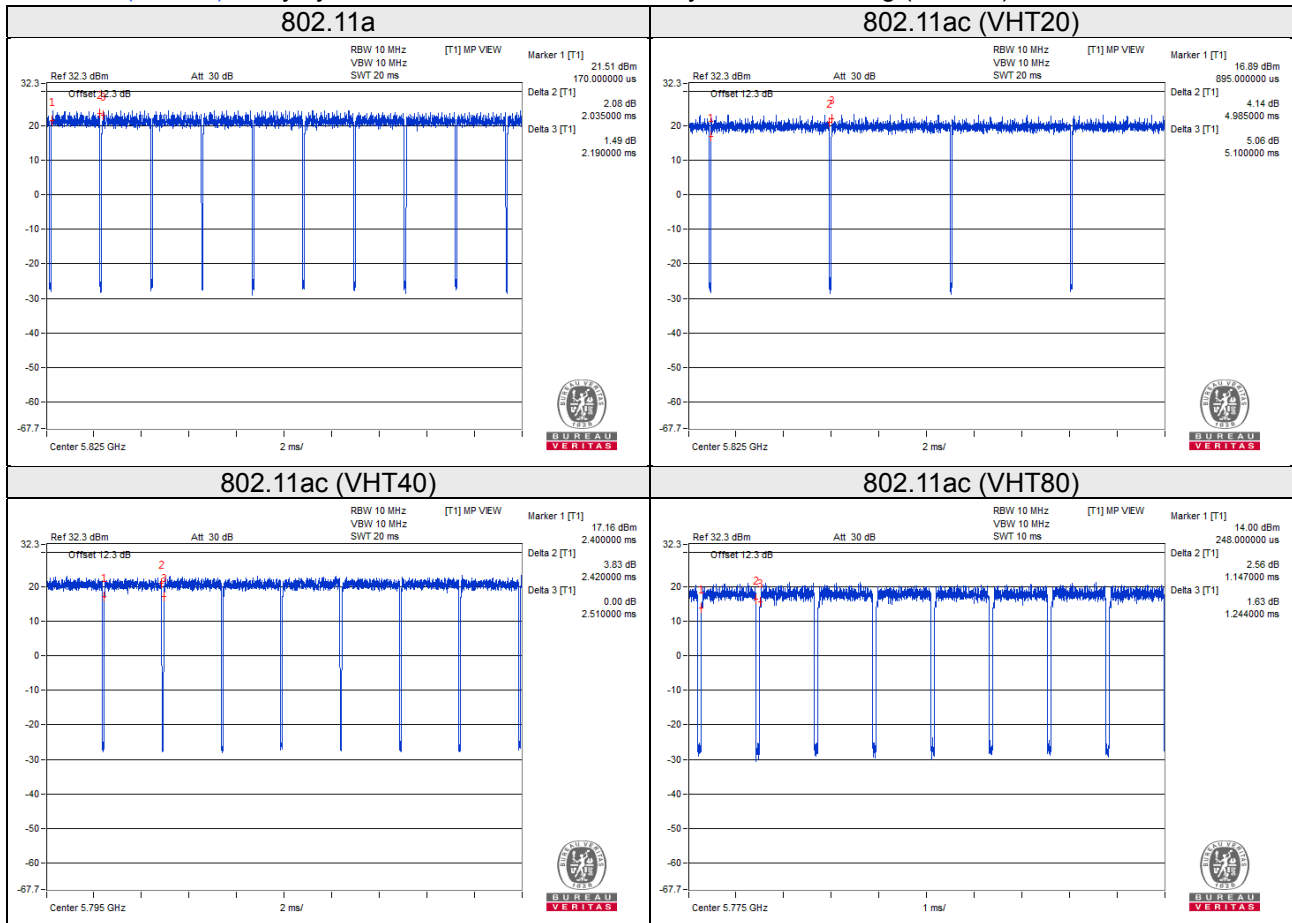 802.11a
RBW 10 MHz
[T1] MP VIEW
VBW 10 MHz
Ref 32.3 dBm
Att 30 dB
SWT 20 ms
Marker 1 [T1]
21.51 dBm
170.000000 us
Delta 2 [T1]
2.08 dB
2.035000 ms
Delta 3 [T1]
1.49 dB
2.190000 ms
Offset 12.3 dB
32.3
20
10
0
-10
-20
-30
-40
-50
-60
-67.7
1
2
3
Center 5.825 GHz
2 ms/
BUREAU
VERITAS
802.11ac (VHT20)
RBW 10 MHz
[T1] MP VIEW
VBW 10 MHz
Ref 32.3 dBm
Att 30 dB
SWT 20 ms
Marker 1 [T1]
16.89 dBm
895.000000 us
Delta 2 [T1]
4.14 dB
4.985000 ms
Delta 3 [T1]
5.06 dB
5.100000 ms
Offset 12.3 dB
32.3
20
10
0
-10
-20
-30
-40
-50
-60
-67.7
1
2
3
Center 5.825 GHz
2 ms/
BUREAU
VERITAS
802.11ac (VHT40)
RBW 10 MHz
[T1] MP VIEW
VBW 10 MHz
Ref 32.3 dBm
Att 30 dB
SWT 20 ms
Marker 1 [T1]
17.16 dBm
2.400000 ms
Delta 2 [T1]
3.83 dB
2.420000 ms
Delta 3 [T1]
0.00 dB
2.510000 ms
Offset 12.3 dB
32.3
20
10
0
-10
-20
-30
-40
-50
-60
-67.7
1
2
3
Center 5.795 GHz
2 ms/
BUREAU
VERITAS
802.11ac (VHT80)
RBW 10 MHz
[T1] MP VIEW
VBW 10 MHz
Ref 32.3 dBm
Att 30 dB
SWT 10 ms
Marker 1 [T1]
14.00 dBm
248.000000 us
Delta 2 [T1]
2.56 dB
1.147000 ms
Delta 3 [T1]
1.63 dB
1.244000 ms
Offset 12.3 dB
32.3
20
10
0
-10
-20
-30
-40
-50
-60
-67.7
1
2
3
Center 5.775 GHz
1 ms/
BUREAU
VERITAS